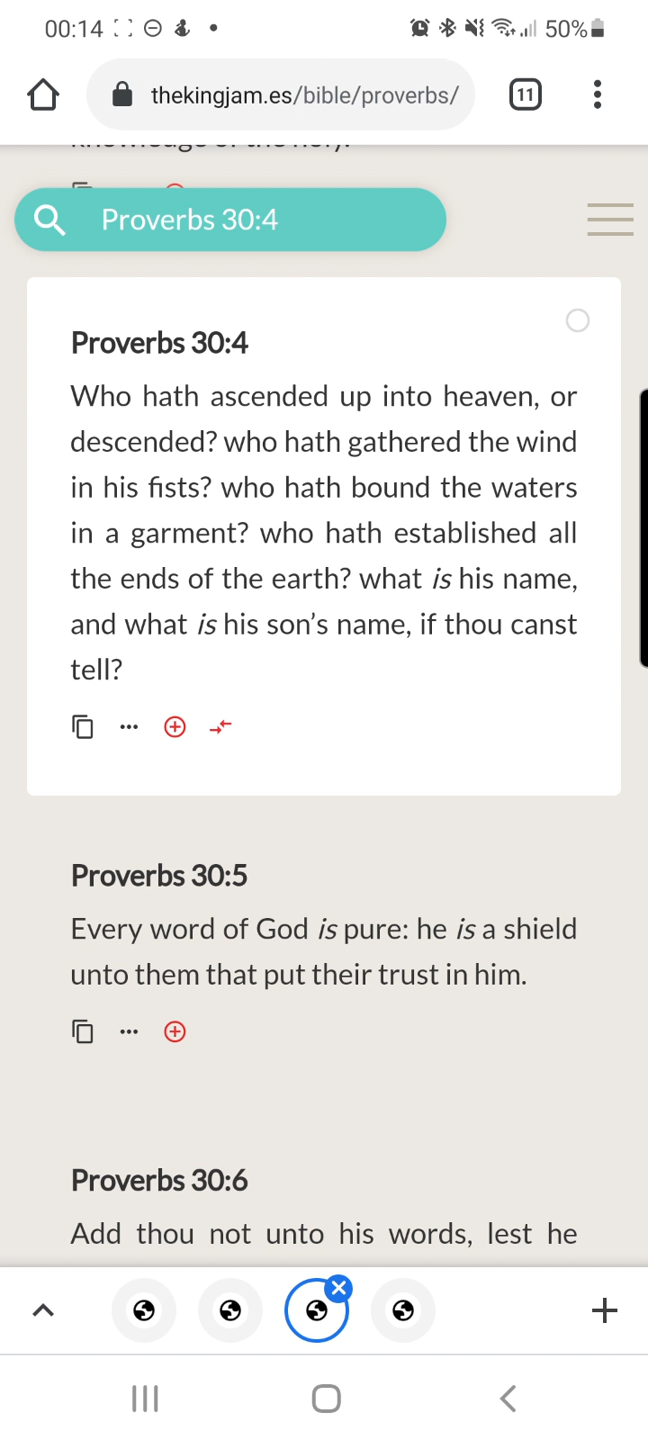 00:14
50%
thekingjam.es/bible/proverbs/
11
Proverbs 30:4
Proverbs 30:4
Who hath ascended up into heaven, or
descended? who hath gathered the wind
in his fists? who hath bound the waters
in a garment? who hath established all
the ends of the earth? what is his name,
and what is his son’s name, if thou canst
tell?
Proverbs 30:5
Every word of God is pure: he is a shield
unto them that put their trust in him.
Proverbs 30:6
Add thou not unto his words, lest he